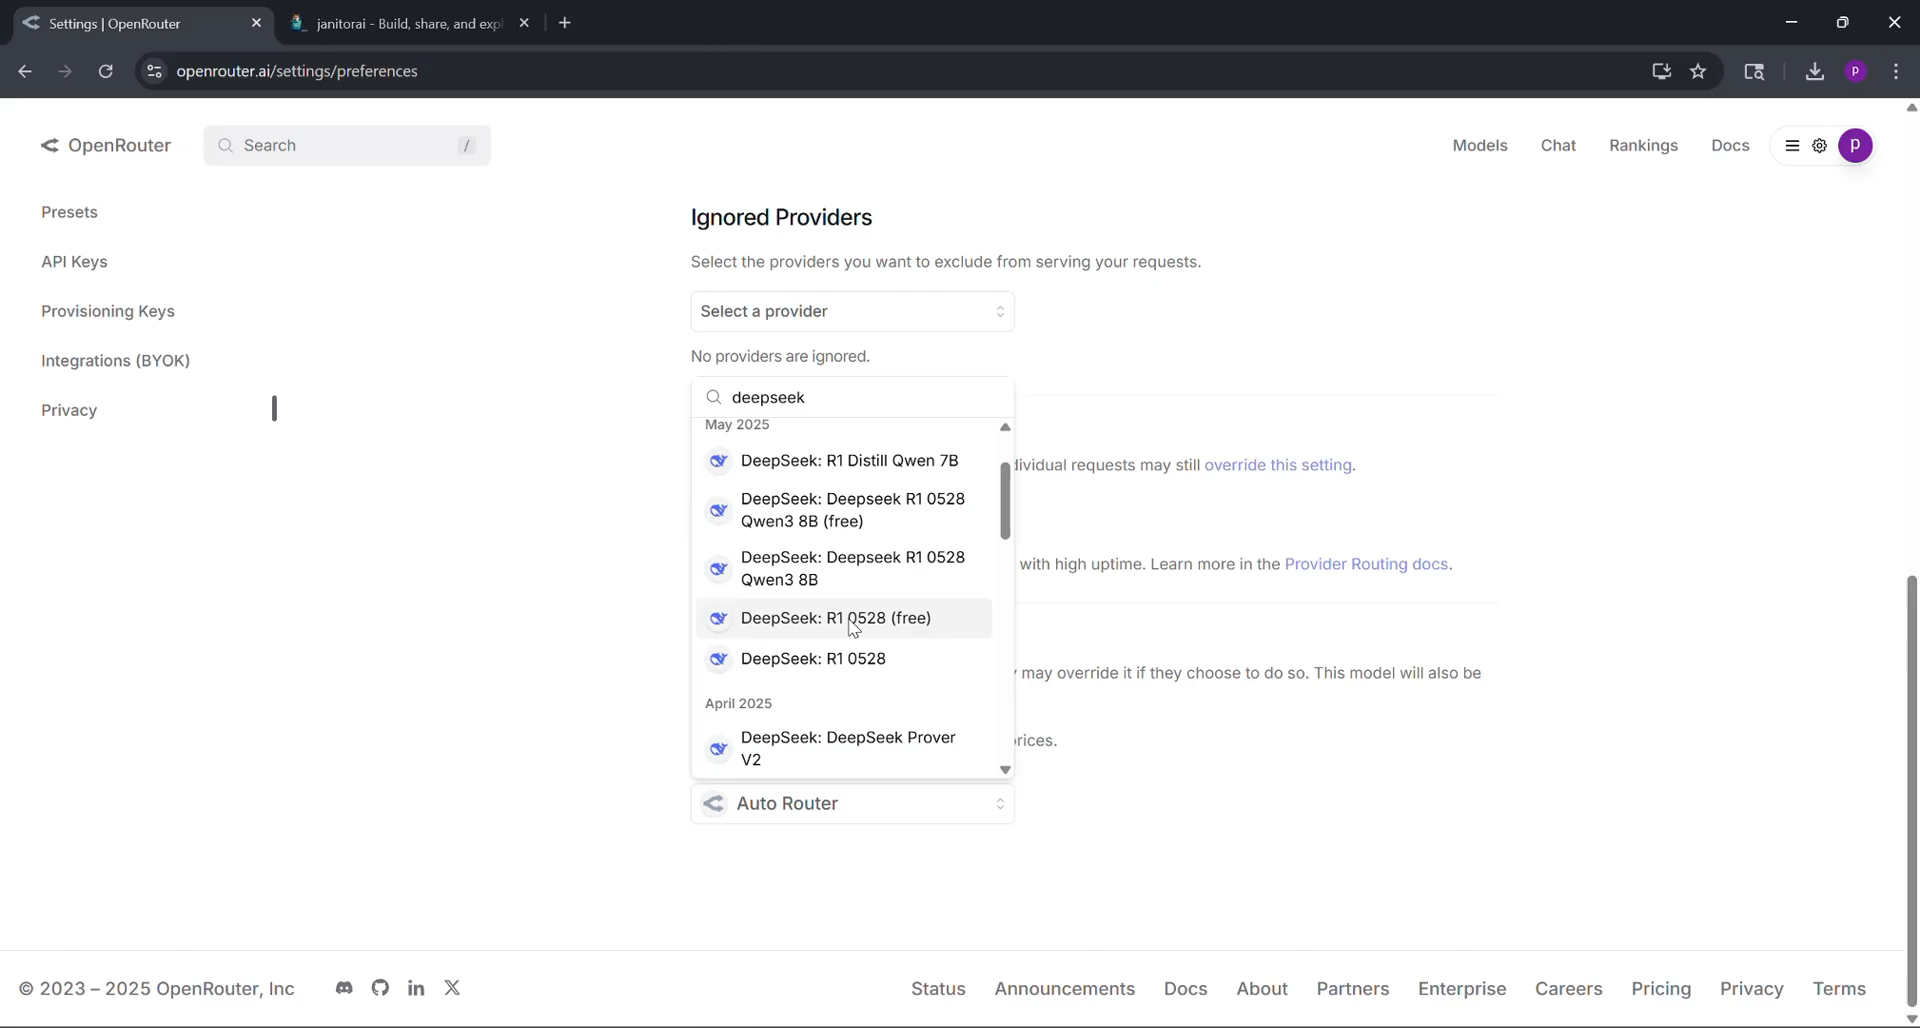 Settings | OpenRouter
janitorai - Build, share, and exp
openrouter.ai/settings/preferences
P
OpenRouter
Search
/
Models
Chat
Rankings
Docs
P
Presets
API Keys
Provisioning Keys
Integrations (BYOK)
Privacy
Ignored Providers
Select the providers you want to exclude from serving your requests.
Select a provider
No providers are ignored.
deepseek
May 2025
DeepSeek: R1 Distill Qwen 7B
dividual requests may still override this setting.
DeepSeek: Deepseek R1 0528
Qwen3 8B (free)
DeepSeek: Deepseek R1 0528
Qwen3 8B
with high uptime. Learn more in the Provider Routing docs.
DeepSeek: R1 0528 (free)
DeepSeek: R1 0528
may override it if they choose to do so. This model will also be
April 2025
DeepSeek: DeepSeek Prover
V2
rices.
Auto Router
© 2023 – 2025 OpenRouter, Inc
Status
Announcements
Docs
About
Partners
Enterprise
Careers
Pricing
Privacy
Terms